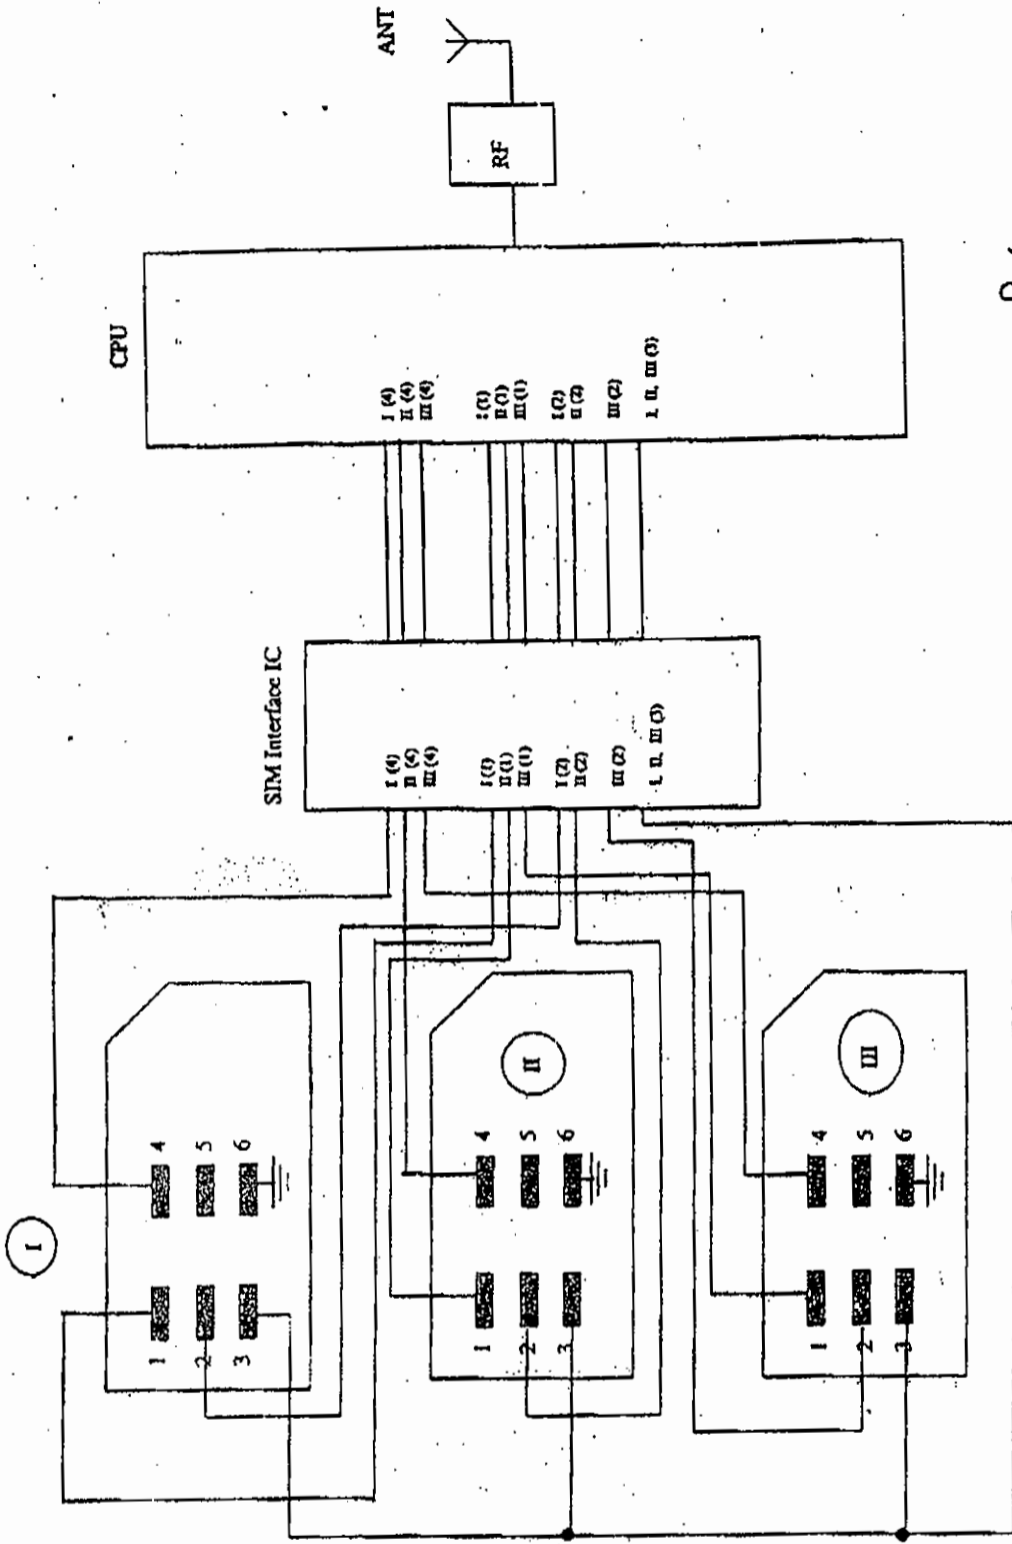 ANT
RF
CPU
I (4)
II (4)
III (4)
I (1)
II (1)
III (1)
I (2)
II (2)
III (2)
I, II, III (3)
SIM Interface IC
I (4)
II (4)
III (4)
I (1)
II (1)
III (1)
I (2)
II (2)
III (2)
I, II, III (3)
I
4
5
6
1
2
3
II
4
5
6
1
2
3
III
4
5
6
1
2
3